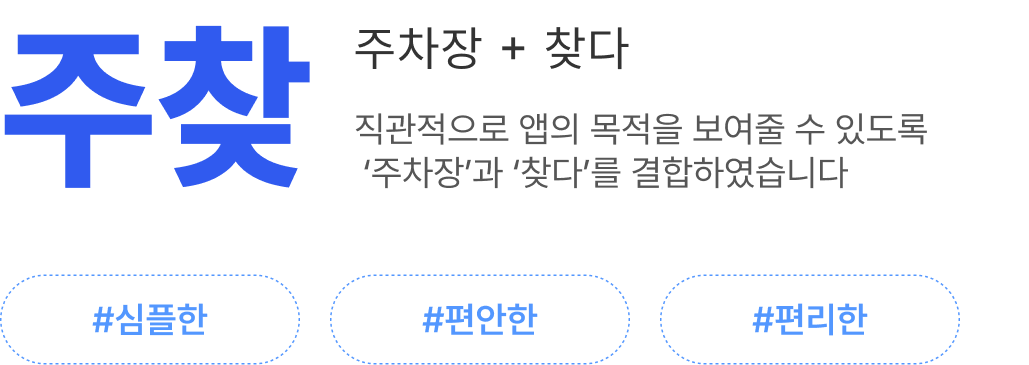 주찾
주차장 + 찾다
직관적으로 앱의 목적을 보여줄 수 있도록
‘주차장’과 ‘찾다’를 결합하였습니다
#심플한
#편안한
#편리한